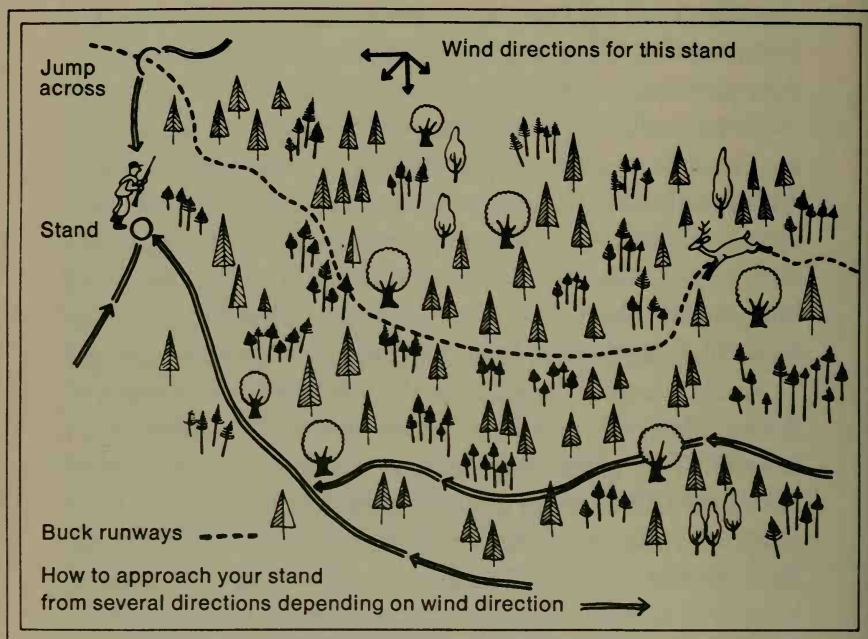 Jump
across
Wind directions for this stand
Stand
Buck runways
How to approach your stand
from several directions depending on wind direction